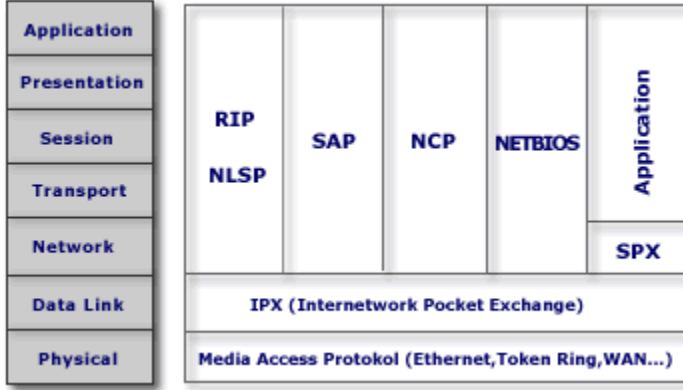 Application
Presentation
Session
Transport
Network
Data Link
Physical
RIP
NLSP
SAP
NCP
NETBIOS
Application
SPX
IPX (Internetwork Pocket Exchange)
Media Access Protokol (Ethernet,Token Ring,WAN...)